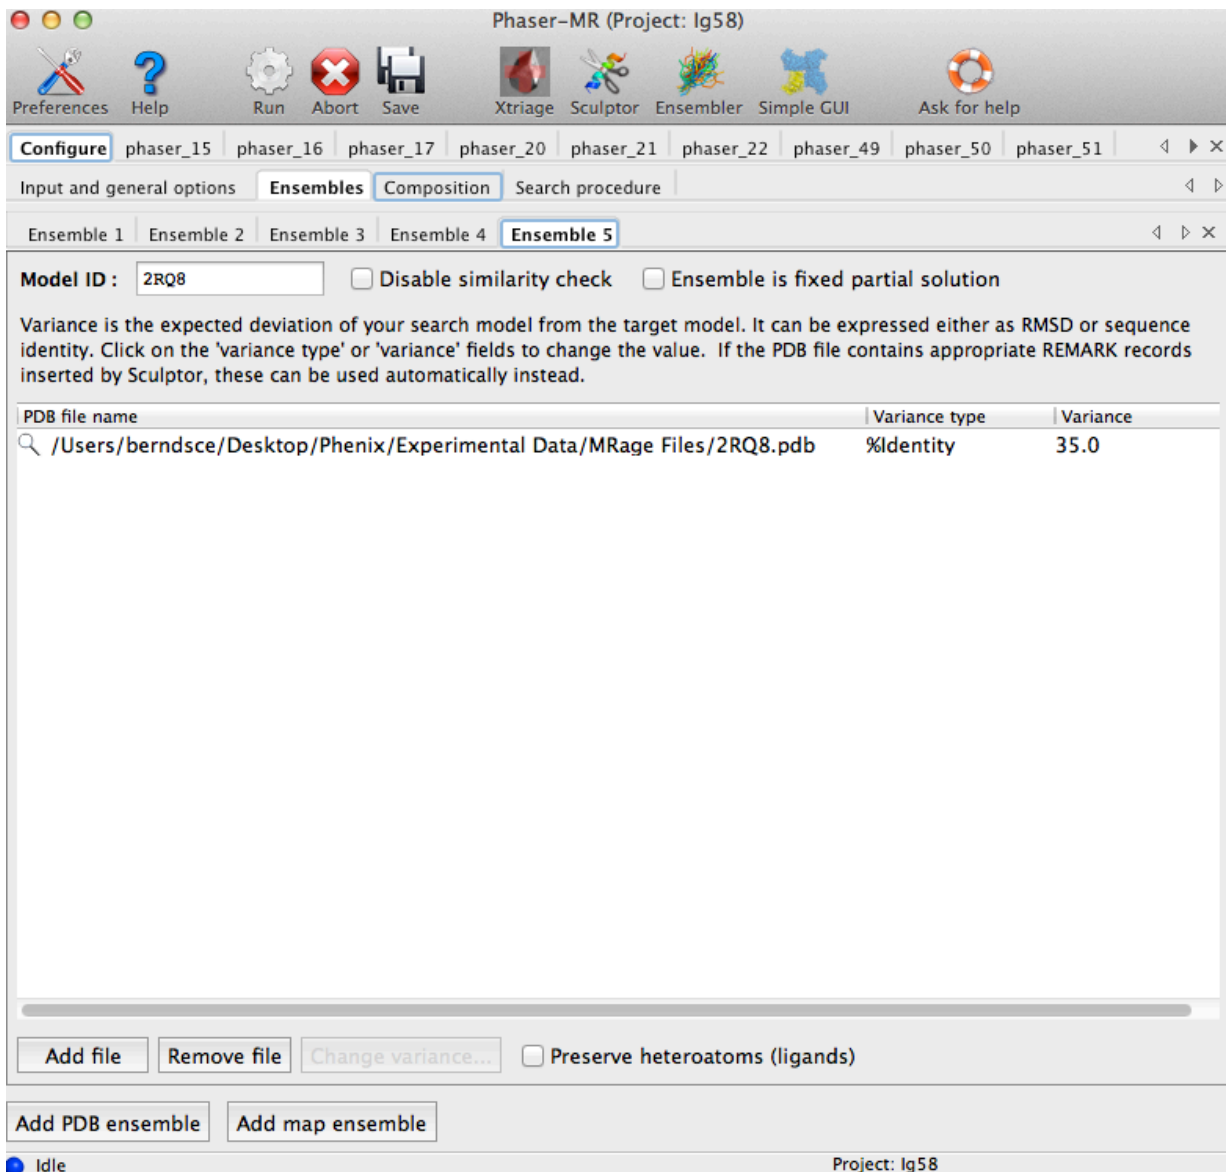 Phaser-MR (Project: lg58)
Preferences Help Run Abort Save Xtriage Sculptor Ensembler Simple GUI Ask for help
Configure phaser_15 phaser_16 phaser_17 phaser_20 phaser_21 phaser_22 phaser_49 phaser_50 phaser_51
Input and general options Ensembles Composition Search procedure
Ensemble 1 Ensemble 2 Ensemble 3 Ensemble 4 Ensemble 5
Model ID : 2RQ8 Disable similarity check Ensemble is fixed partial solution
Variance is the expected deviation of your search model from the target model. It can be expressed either as RMSD or sequence
identity. Click on the 'variance type' or 'variance' fields to change the value. If the PDB file contains appropriate REMARK records
inserted by Sculptor, these can be used automatically instead.
PDB file name Variance type Variance
/Users/berndsce/Desktop/Phenix/Experimental Data/MRage Files/2RQ8.pdb %Identity 35.0
Add file Remove file Change variance... Preserve heteroatoms (ligands)
Add PDB ensemble Add map ensemble
Idle Project: lg58